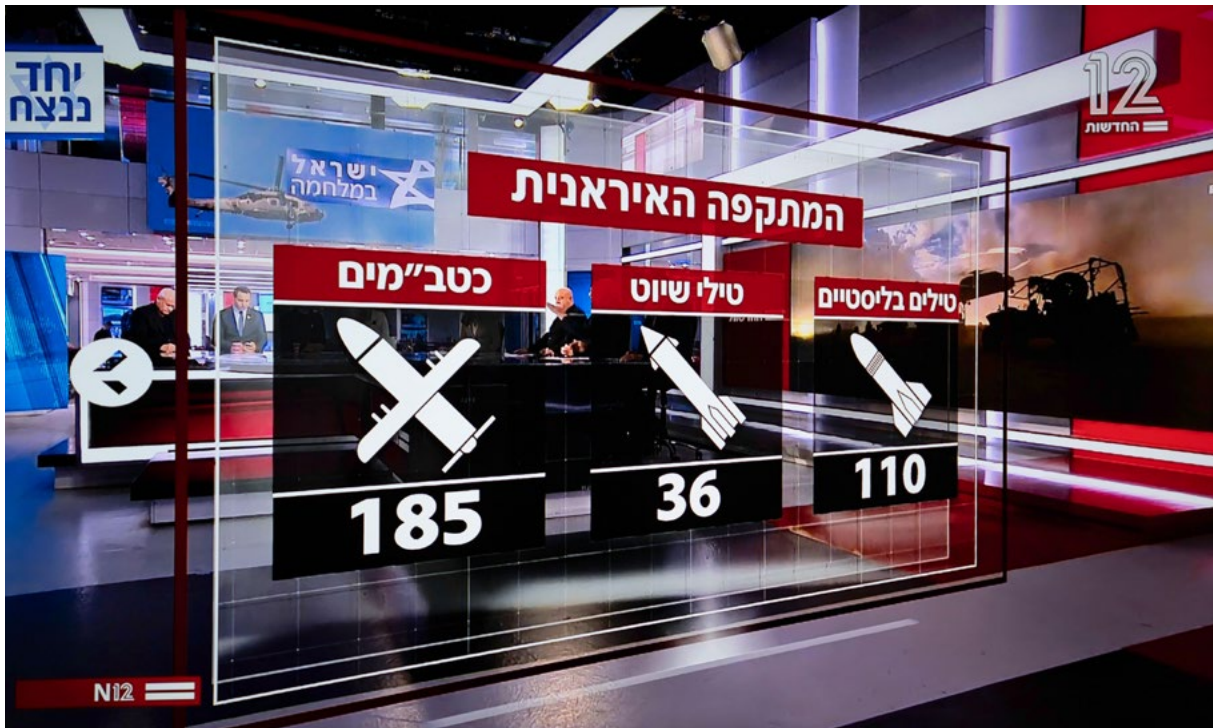 יחד
ננצח
12
החדשות
ישראל
במלחמה
המתקפה האיראנית
טילים בליסטיים
110
טילי שיוט
36
כטב״מים
185
N12